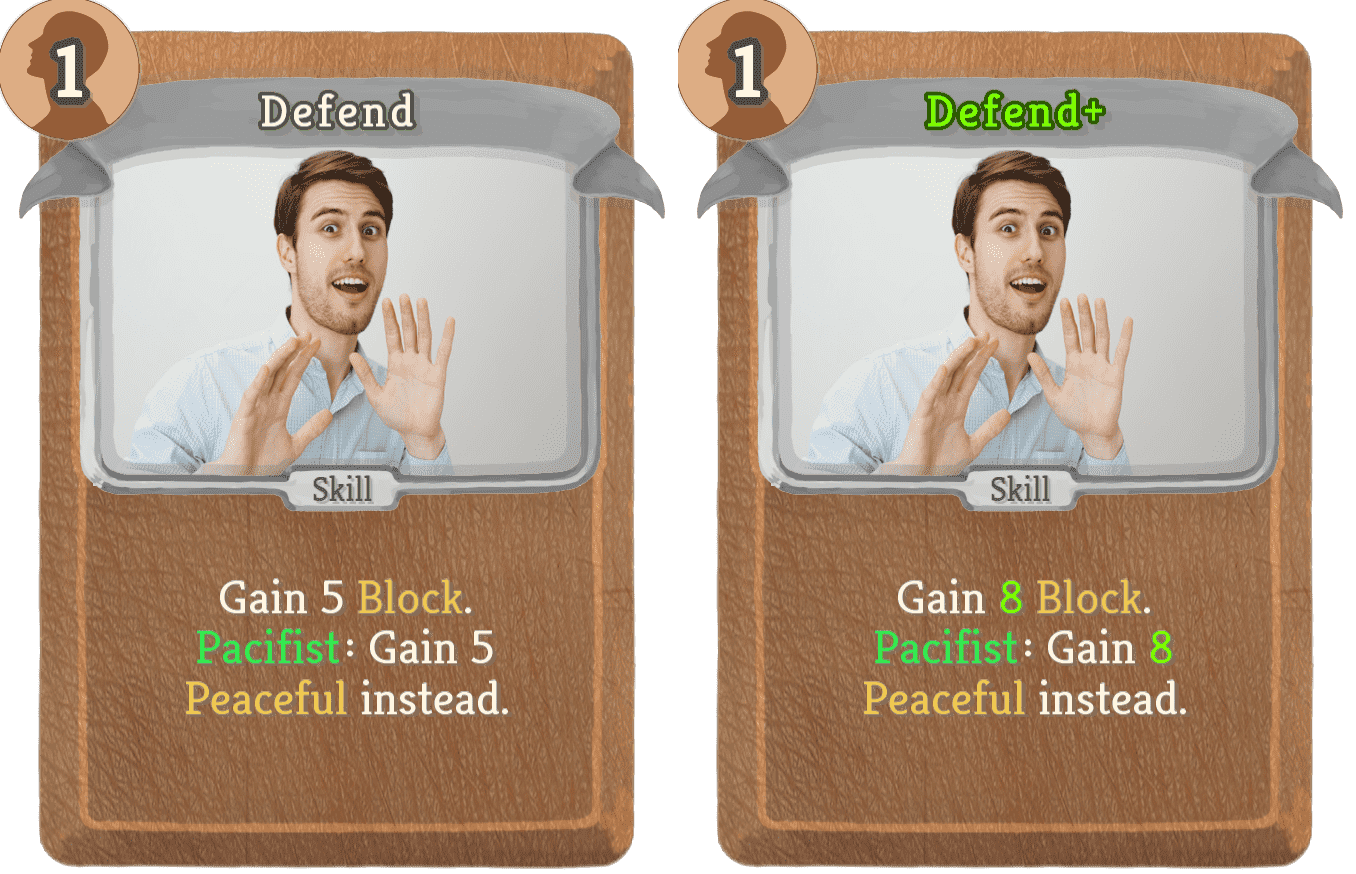 1
Defend
Skill
Gain 5 Block.
Pacifist: Gain 5
Peaceful instead.
1
Defend+
Skill
Gain 8 Block.
Pacifist: Gain 8
Peaceful instead.